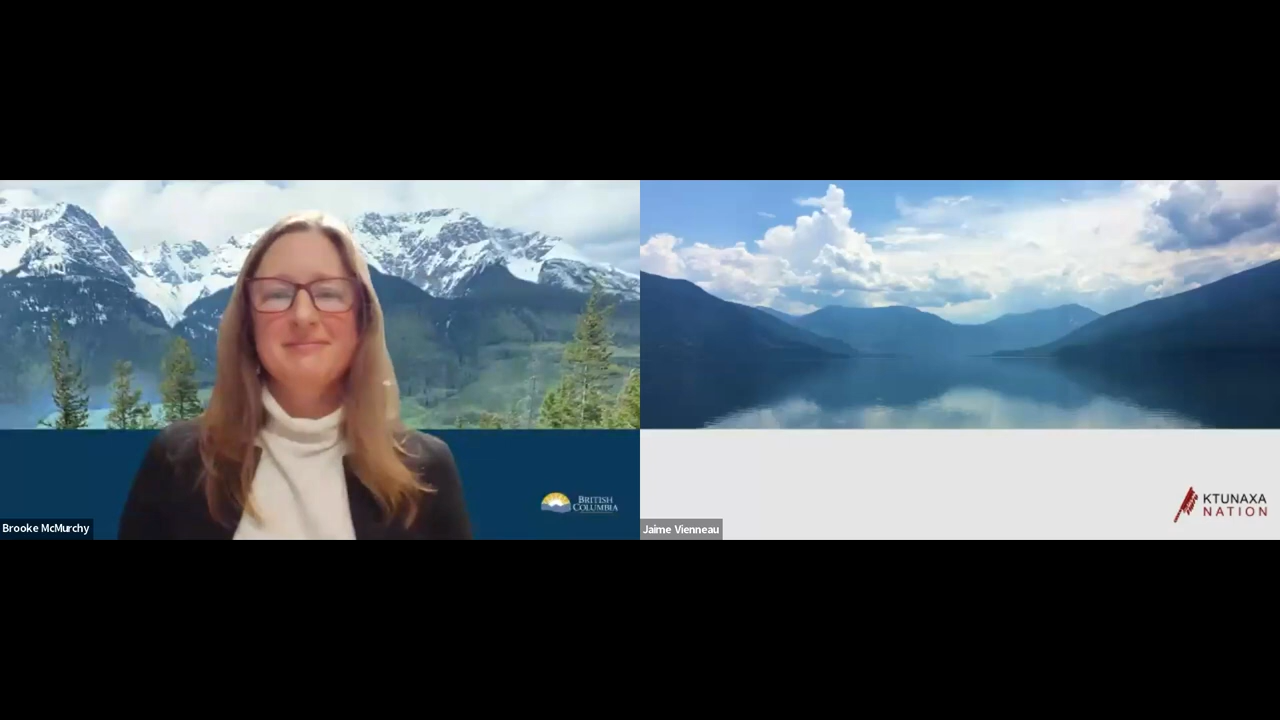 BRITISH
COLUMBIA
Brooke McMurchy
Jaime Vienneau
KTUNAXA
NATION